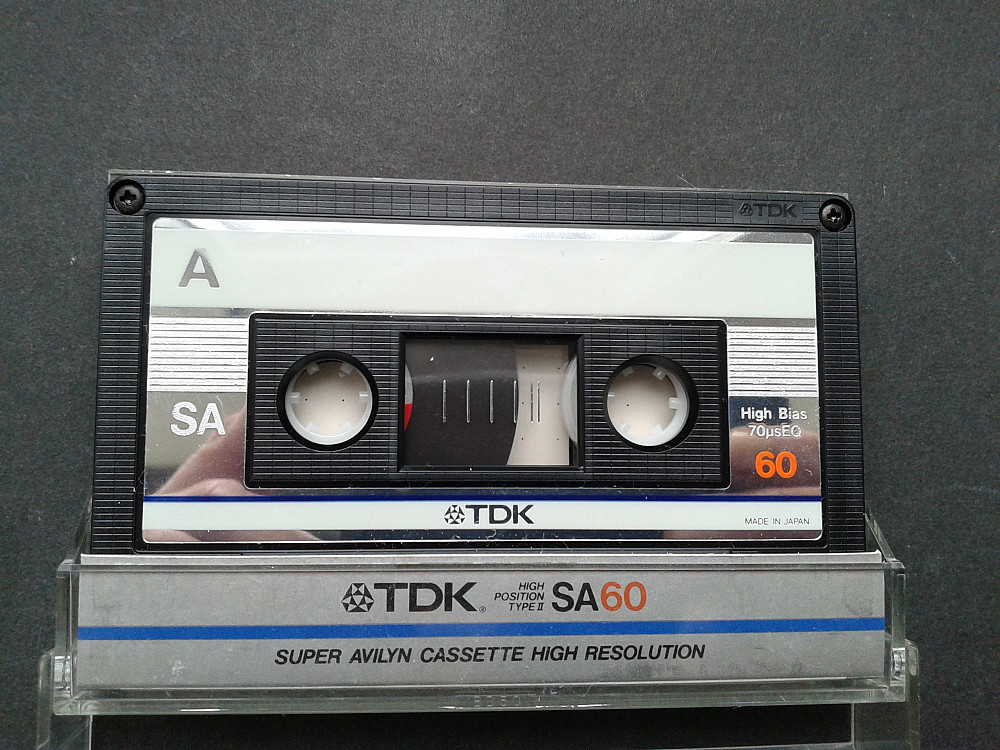 TDK
A
SA
High Bias
70µsEQ
60
TDK
MADE IN JAPAN
TDK®
HIGH
POSITION
TYPE II
SA60
SUPER AVILYN CASSETTE HIGH RESOLUTION